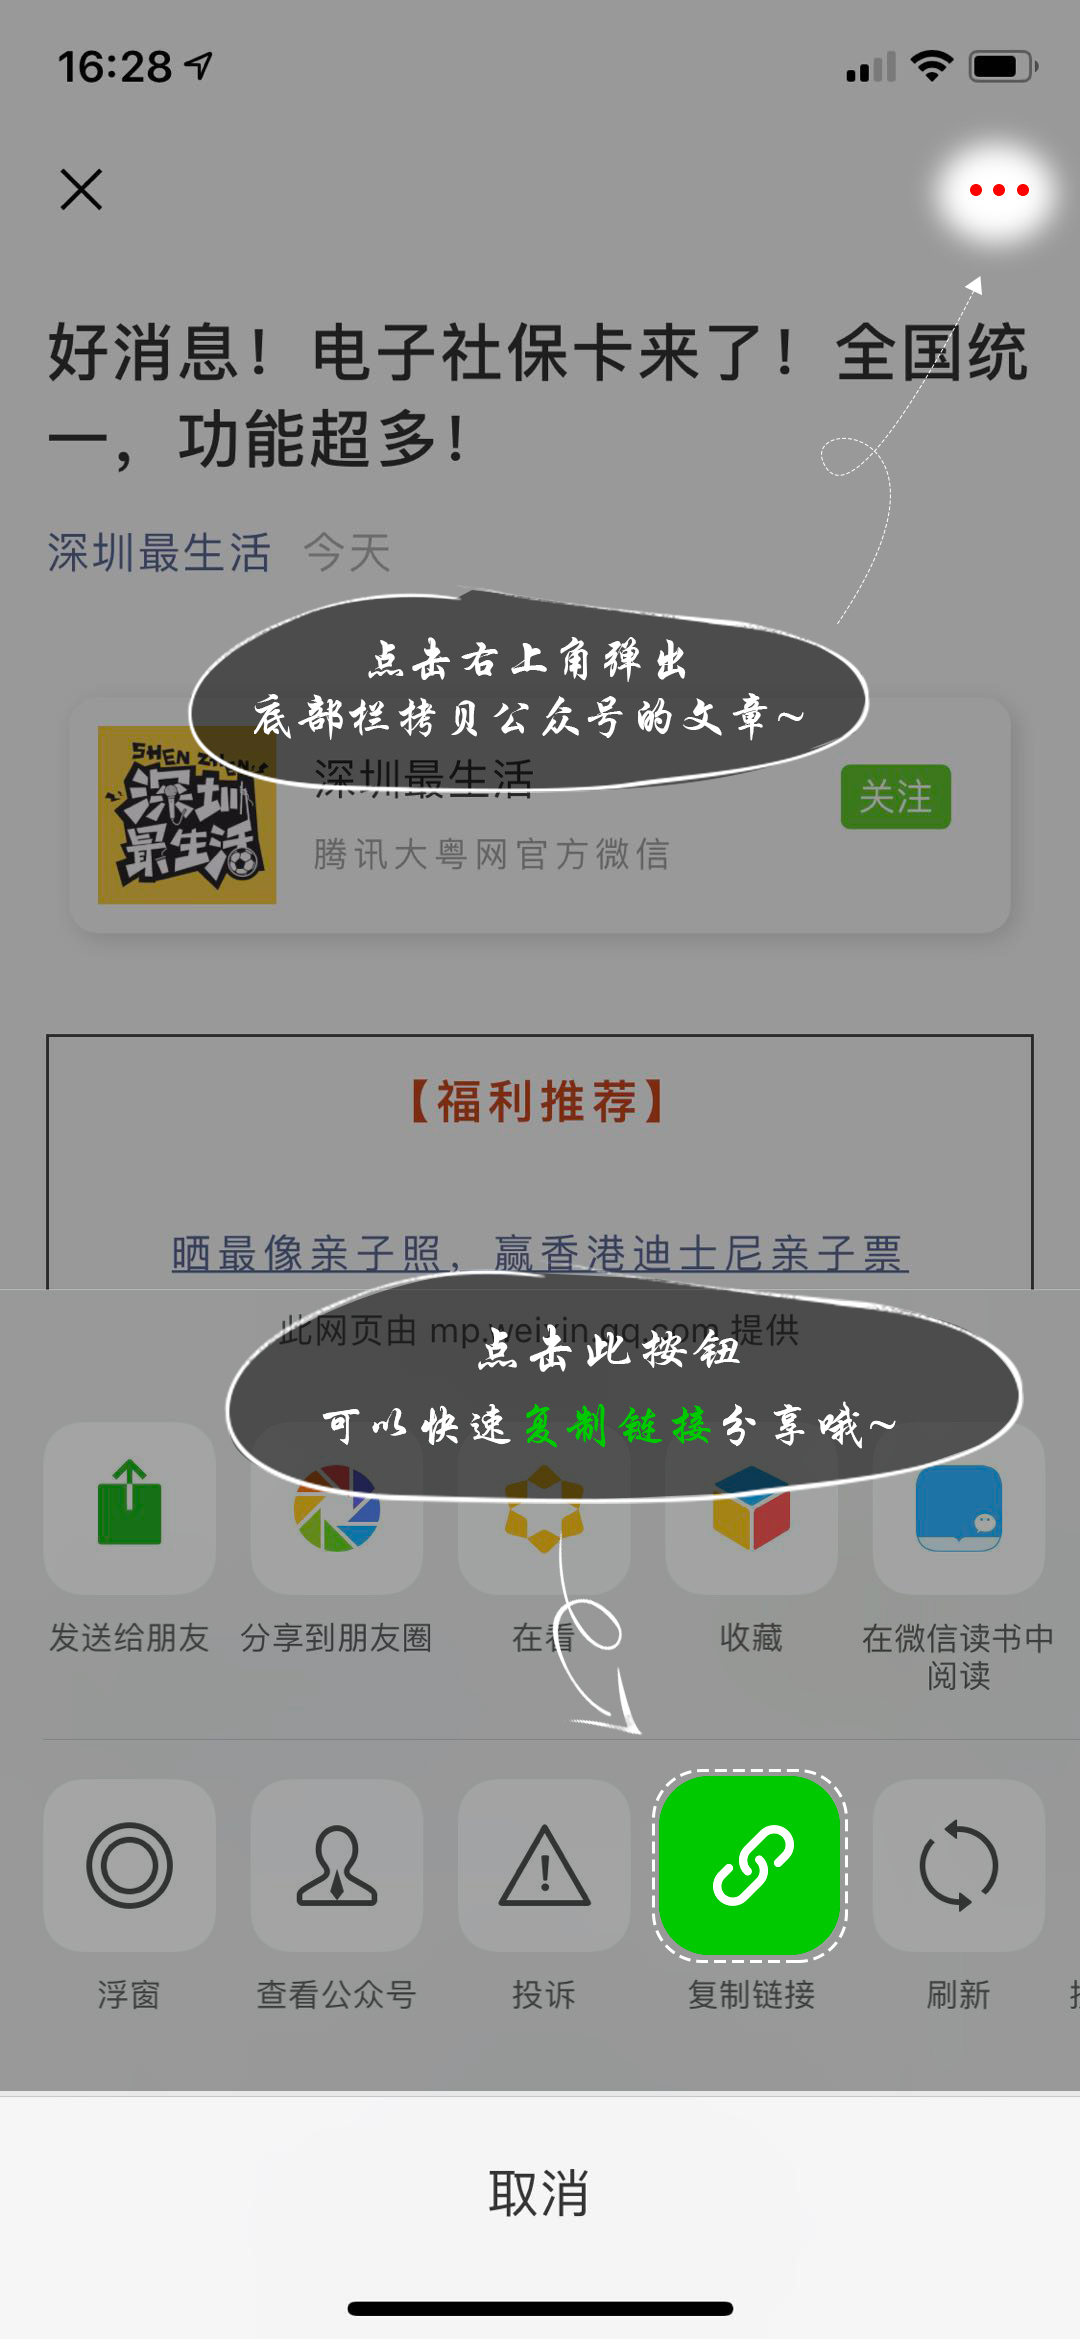 16:28
好消息！电子社保卡来了！全国统
一，功能超多！
深圳最生活 今天
点击右上角弹出
底部栏拷贝公众号的文章~
SHEN ZHEN
深圳
最生活
深圳最生活
关注
腾讯大粤网官方微信
【福利推荐】
晒最像亲子照，赢香港迪士尼亲子票
此网页由 mp.weixin.qq.com 提供
点击此按钮
可以快速复制链接分享哦~
发送给朋友 分享到朋友圈 在看 收藏 在微信读书中
阅读
浮窗 查看公众号 投诉 复制链接 刷新
取消